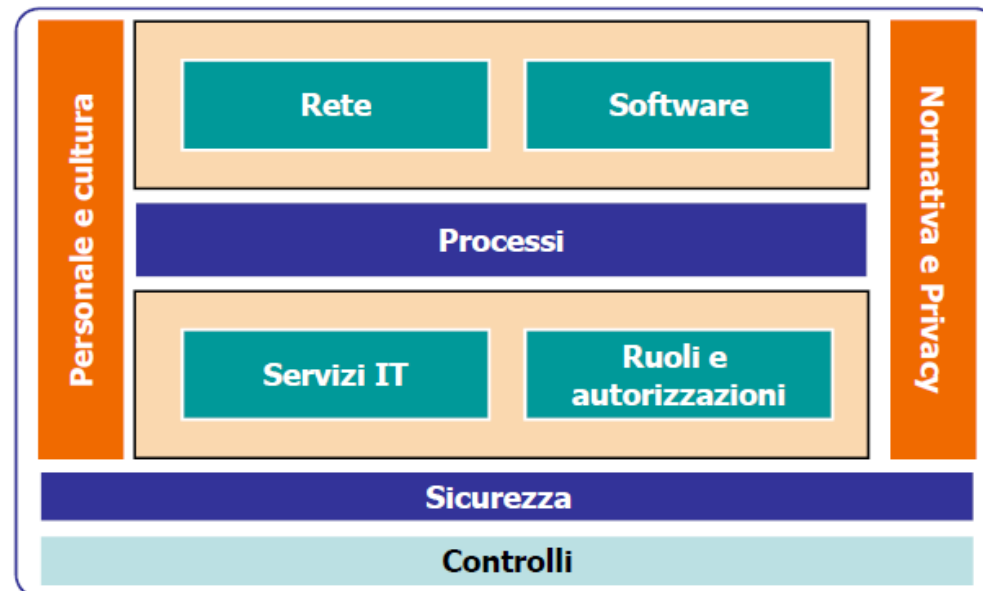 Personale e cultura
Rete
Software
Processi
Servizi IT
Ruoli e
autorizzazioni
Normativa e Privacy
Sicurezza
Controlli